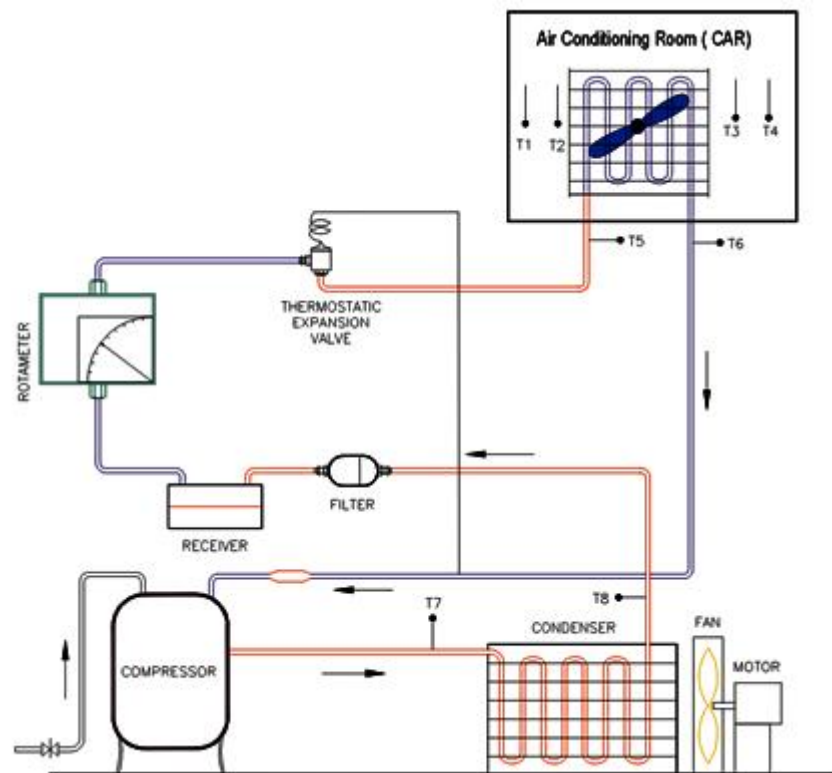 Air Conditioning Room ( CAR)
T1
T2
T3
T4
T5
T6
THERMOSTATIC
EXPANSION
VALVE
ROTAMETER
FILTER
RECEIVER
T7
T8
CONDENSER
FAN
MOTOR
COMPRESSOR